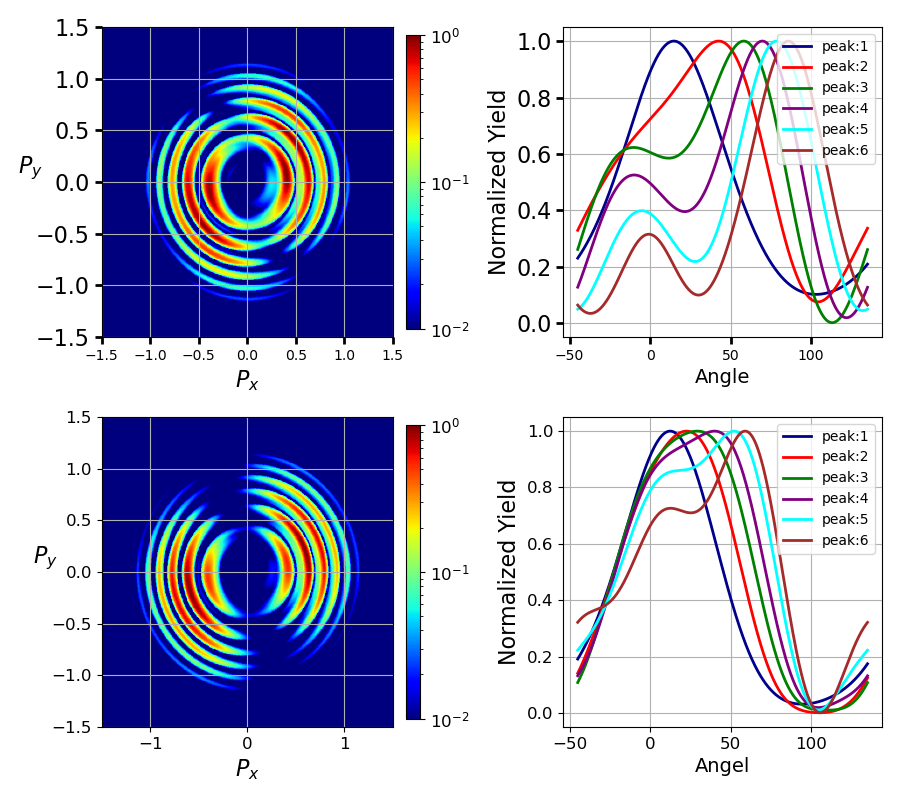 1.5
1.0
0.5
0.0
−0.5
−1.0
−1.5
P_y
−1.5 −1.0 −0.5 0.0 0.5 1.0 1.5
P_x
10^0
10^{-1}
10^{-2}
1.0
0.8
0.6
0.4
0.2
0.0
Normalized Yield
−50 0 50 100
Angle
peak:1
peak:2
peak:3
peak:4
peak:5
peak:6
1.5
1.0
0.5
0.0
−0.5
−1.0
−1.5
P_y
−1 0 1
P_x
10^0
10^{-1}
10^{-2}
1.0
0.8
0.6
0.4
0.2
0.0
Normalized Yield
−50 0 50 100
Angel
peak:1
peak:2
peak:3
peak:4
peak:5
peak:6